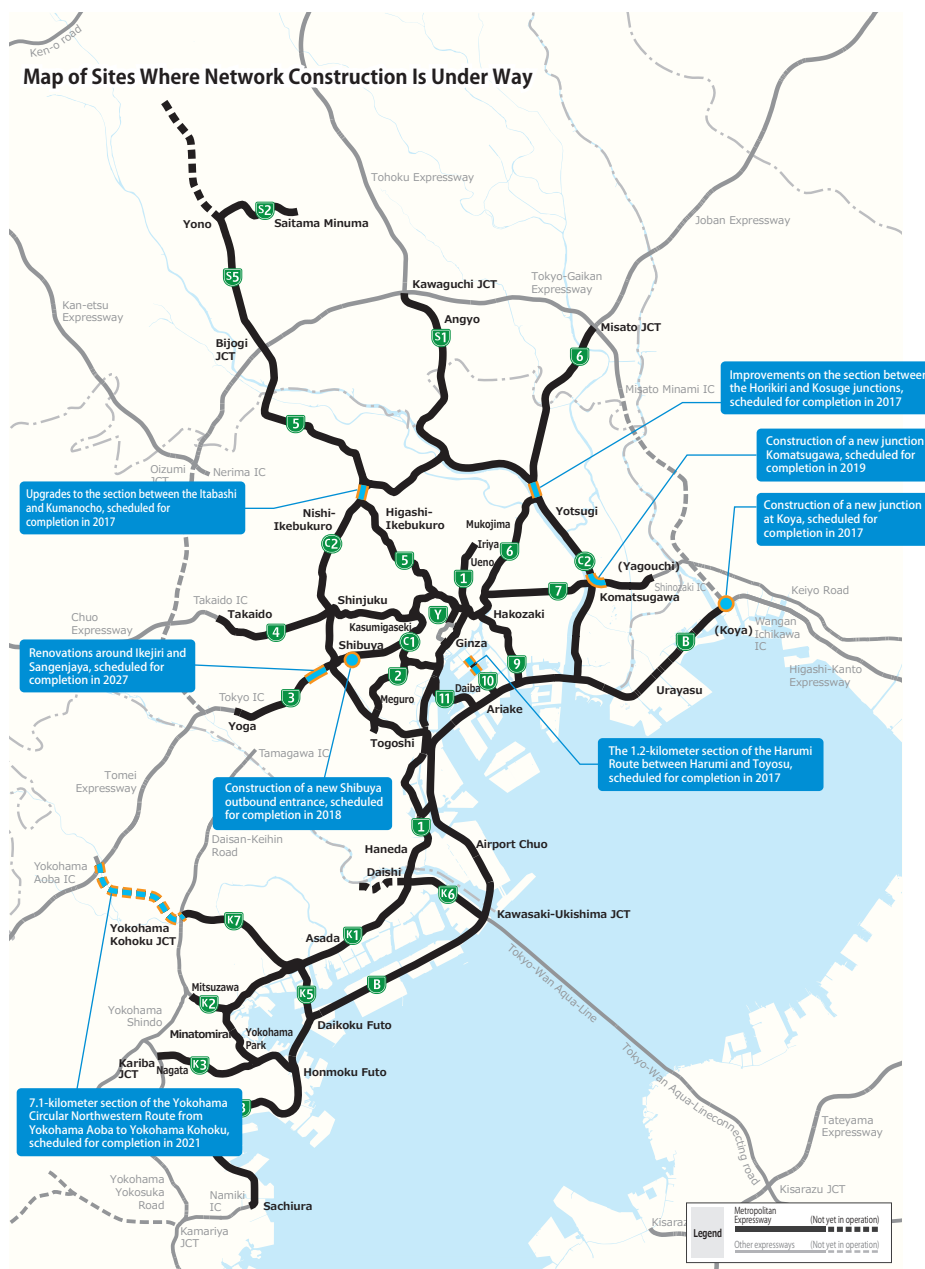 Ken-o road
Map of Sites Where Network Construction Is Under Way
Tohoku Expressway
S2
Yono
Saitama Minuma
Joban Expressway
S5
Kawaguchi JCT
Tokyo-Gaikan
Expressway
Kan-etsu
Expressway
Angyo
S1
Misato JCT
Bijogi
JCT
6
Improvements on the section between
the Horikiri and Kosuge junctions,
scheduled for completion in 2017
Misato Minami IC
5
Construction of a new junction
Komatsugawa, scheduled for
completion in 2019
Oizumi
JCT
Nerima IC
Upgrades to the section between the Itabashi
and Kumanocho, scheduled for
completion in 2017
Construction of a new junction
at Koya, scheduled for
completion in 2017
Nishi-
Ikebukuro
Higashi-
Ikebukuro
Mukojima
Yotsugi
C2
Iriya
6
5
Ueno
C2
(Yagouchi)
1
7
Shinozaki IC
Keiyo Road
Komatsugawa
Takaido IC
Shinjuku
Y
Hakozaki
Chuo
Expressway
Takaido
4
Kasumigaseki
C1
(Koya)
Wangan
Ichikawa
IC
Shibuya
Ginza
B
Higashi-Kanto
Expressway
Renovations around Ikejiri and
Sangenjaya, scheduled for
completion in 2027
9
2
10
Daiba
Urayasu
Tokyo IC
3
Meguro
11
Ariake
Yoga
Togoshi
Tamagawa IC
The 1.2-kilometer section of the Harumi
Route between Harumi and Toyosu,
scheduled for completion in 2017
Tomei
Expressway
Construction of a new Shibuya
outbound entrance, scheduled
for completion in 2018
1
Daisan-Keihin
Road
Haneda
Airport Chuo
Yokohama
Aoba IC
Daishi
K6
Kawasaki-Ukishima JCT
K7
Yokohama
Kohoku JCT
Asada
K1
Tokyo-Wan Aqua-Line
Mitsuzawa
K2
K5
B
Yokohama
Shindo
Daikoku Futo
Minatomirai
Yokohama
Park
Tokyo-Wan Aqua-Lineconnecting road
Kariba
JCT
Nagata
K3
Honmoku Futo
7.1-kilometer section of the Yokohama
Circular Northwestern Route from
Yokohama Aoba to Yokohama Kohoku,
scheduled for completion in 2021
Tateyama
Expressway
Yokohama
Yokosuka
Road
Namiki
IC
Sachiura
Kisarazu JCT
Kamariya
JCT
Legend
Metropolitan
Expressway
(Not yet in operation)
Other expressways
(Not yet in operation)